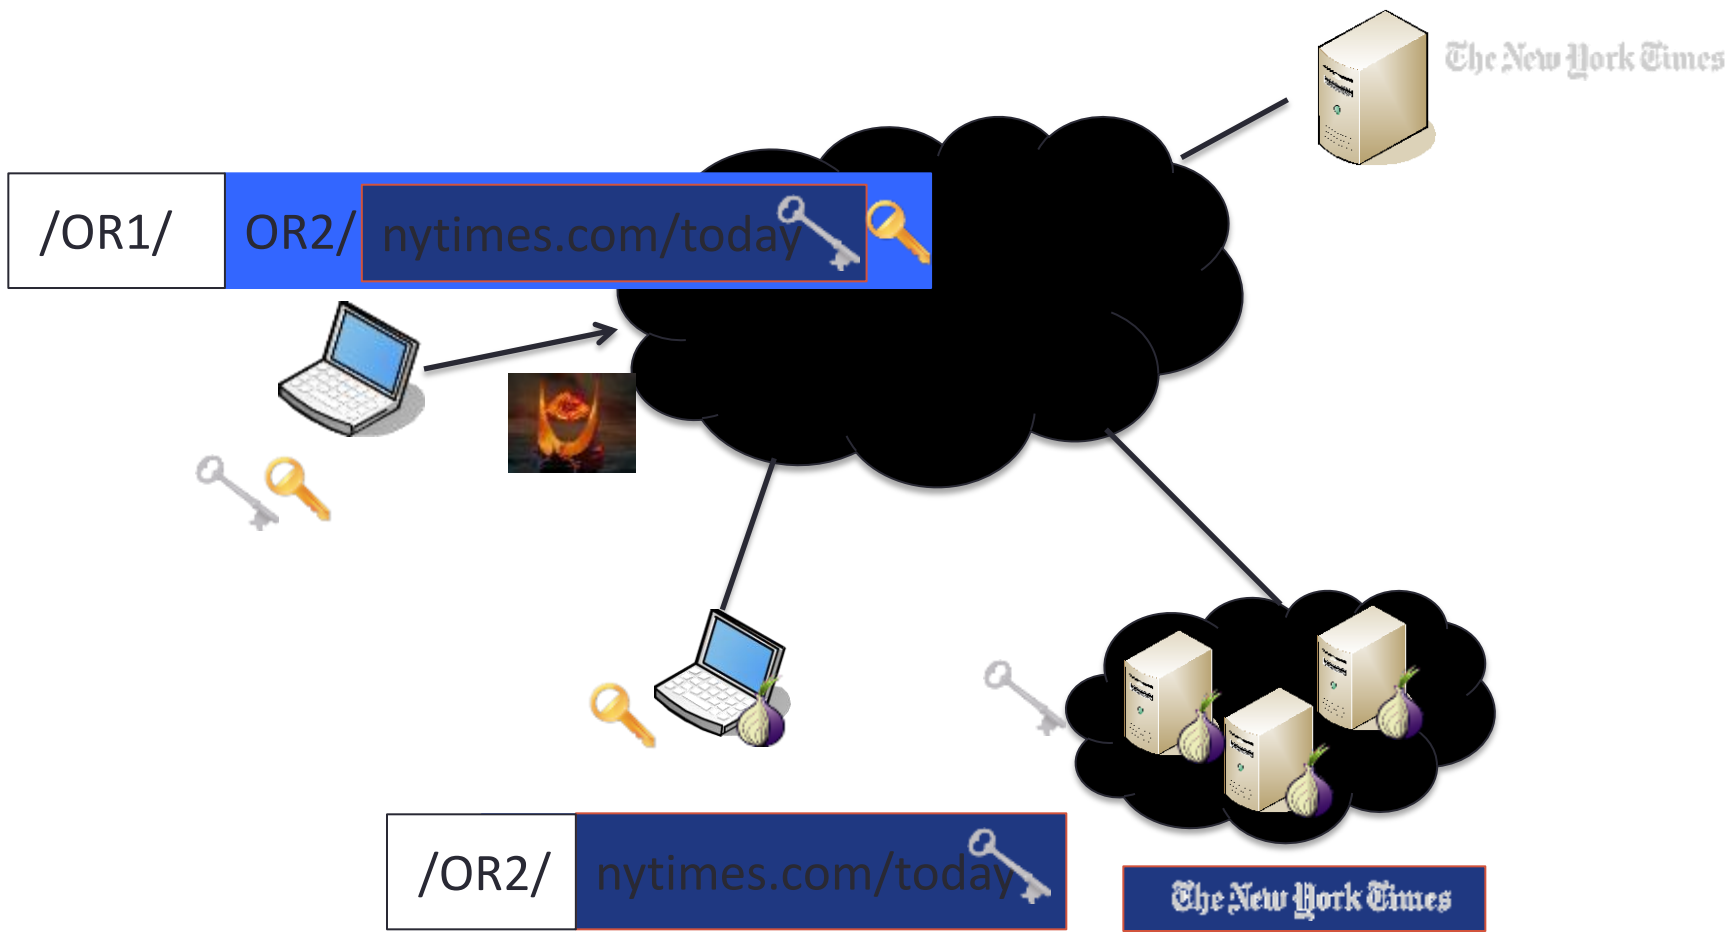 The New York Times
/OR1/ OR2/ nytimes.com/today
/OR2/ nytimes.com/today
The New York Times